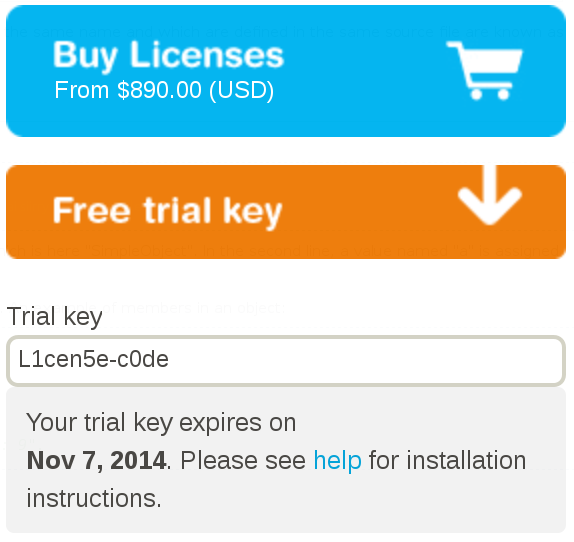 Buy Licenses
From $890.00 (USD)
Free trial key
Trial key
L1cen5e-c0de
Your trial key expires on
Nov 7, 2014. Please see help for installation
instructions.